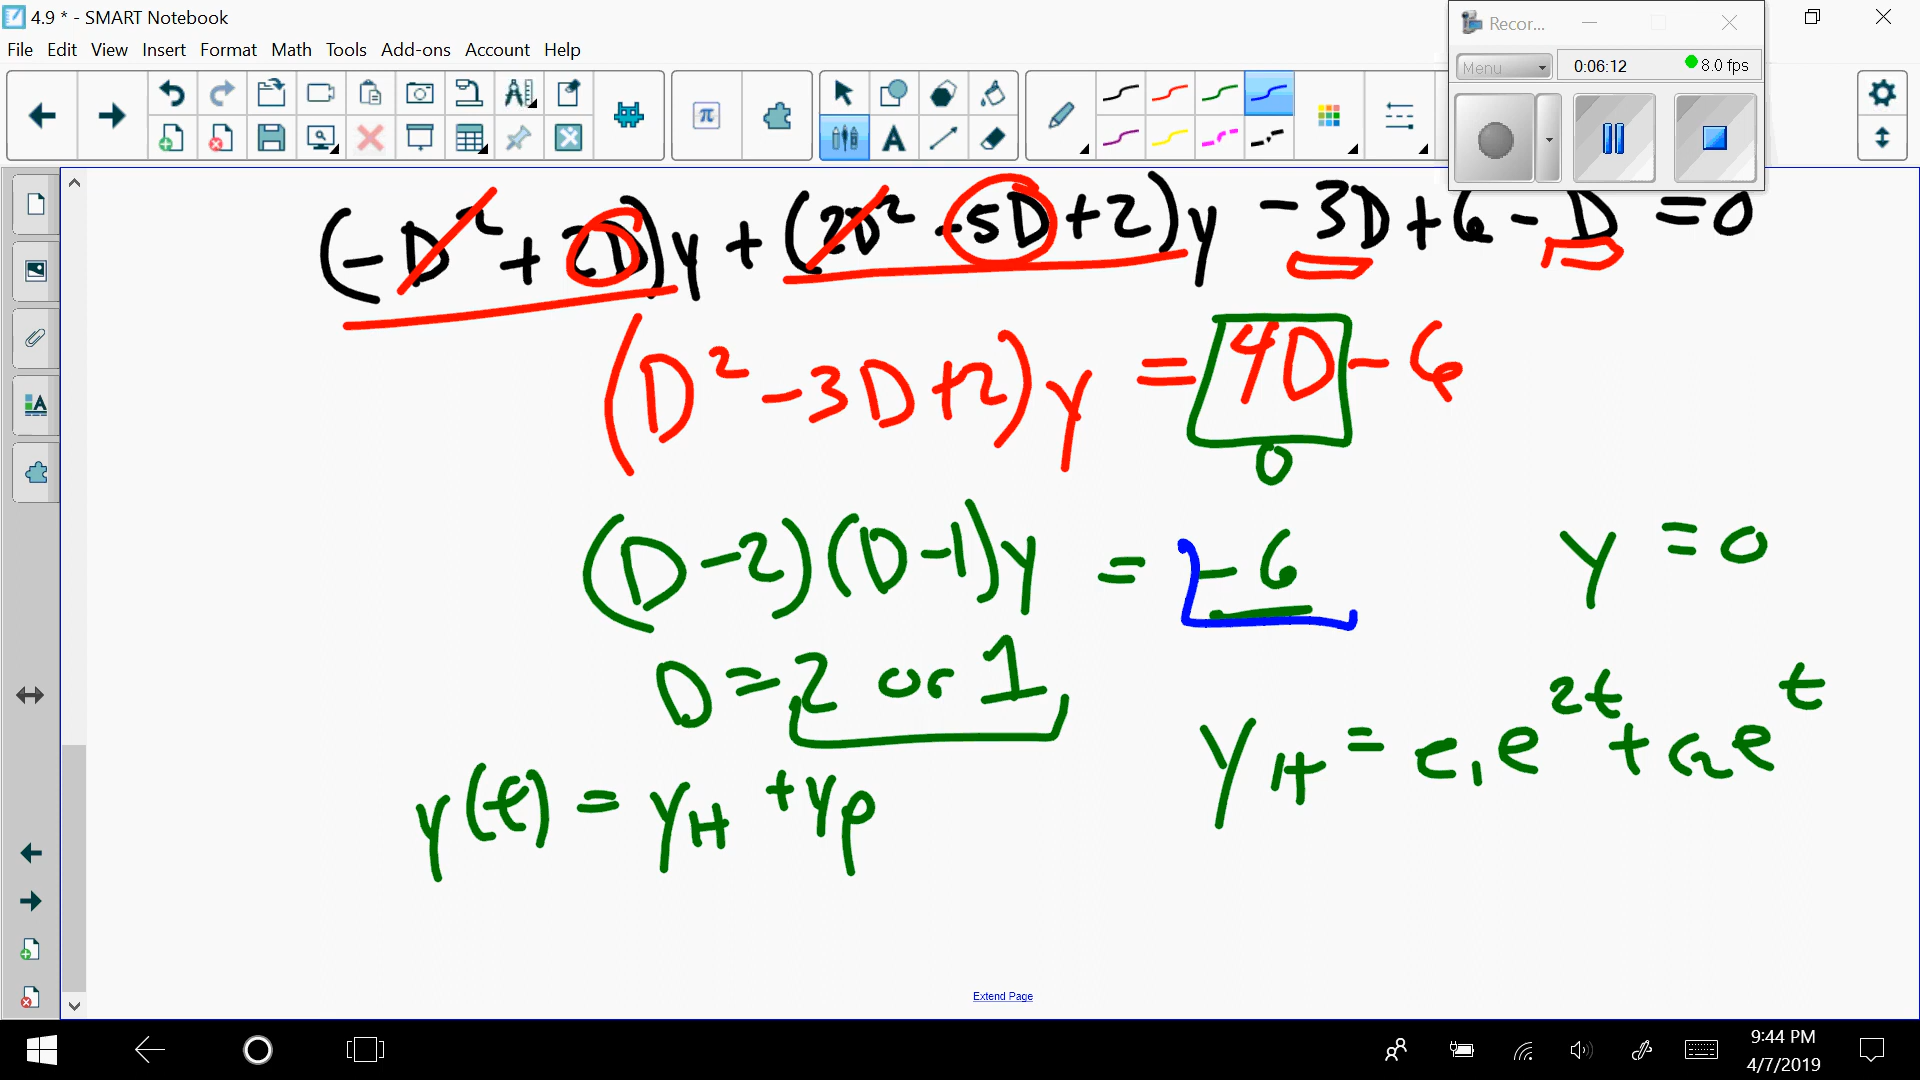 4.9 * - SMART Notebook
Recor...
File Edit View Insert Format Math Tools Add-ons Account Help
Menu 0:06:12 8.0 fps
π
A
A
(-D² + 2D)y + (2D² -5D+2)y -3D+6-D =0
(D²-3D+2)y = 4D-6
0
(D-2)(D-1)y = -6
y = 0
D=2 or 1
y_H = c₁e^{2t}+c₂e^{t}
y(t) = y_H +y_p
Extend Page
9:44 PM
4/7/2019